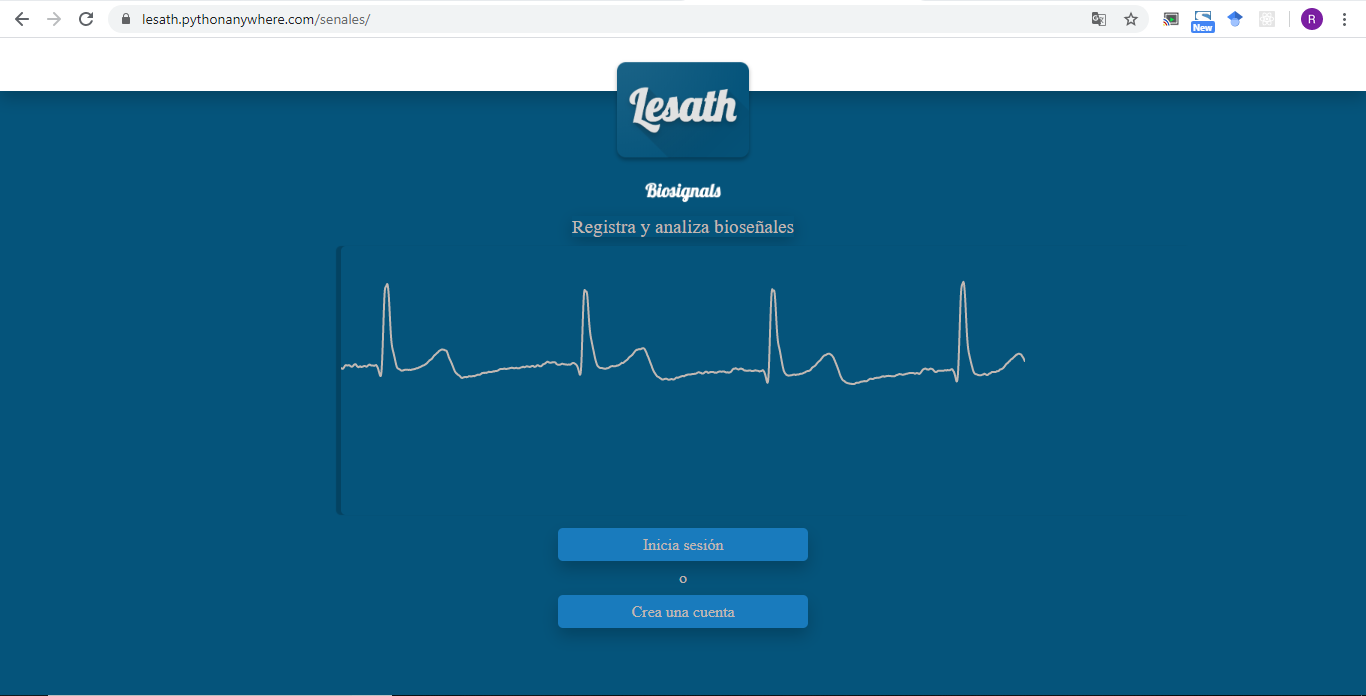 lesath.pythonanywhere.com/senales/
New
R
Lesath
Biosignals
Registra y analiza bioseñales
Inicia sesión
o
Crea una cuenta